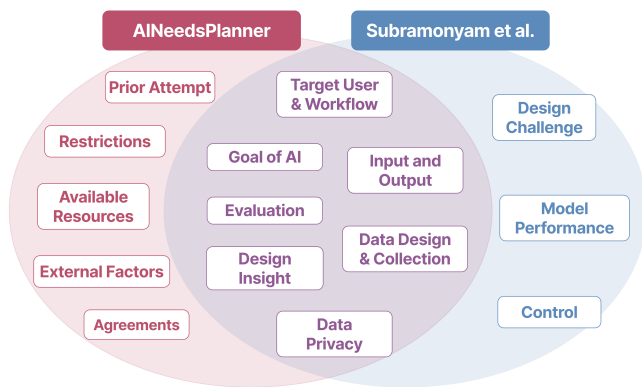 AINeedsPlanner
Subramonyam et al.
Prior Attempt
Restrictions
Available
Resources
External Factors
Agreements
Target User
& Workflow
Goal of AI
Input and
Output
Evaluation
Data Design
& Collection
Design
Insight
Data
Privacy
Design
Challenge
Model
Performance
Control